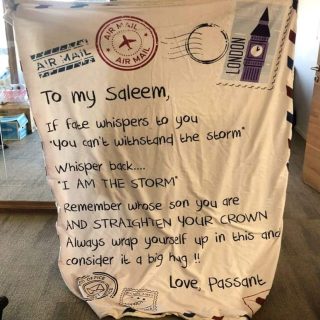 AIR MAIL
AIR MAIL
AIR MAIL
AIR MAIL
LONDON
To my Saleem,
If fate whispers to you
"You can't withstand the storm"
Whisper back....
"I AM THE STORM"
Remember whose son you are
AND STRAIGHTEN YOUR CROWN
Always wrap yourself up in this and
consider it a big hug !!
Love, Passant